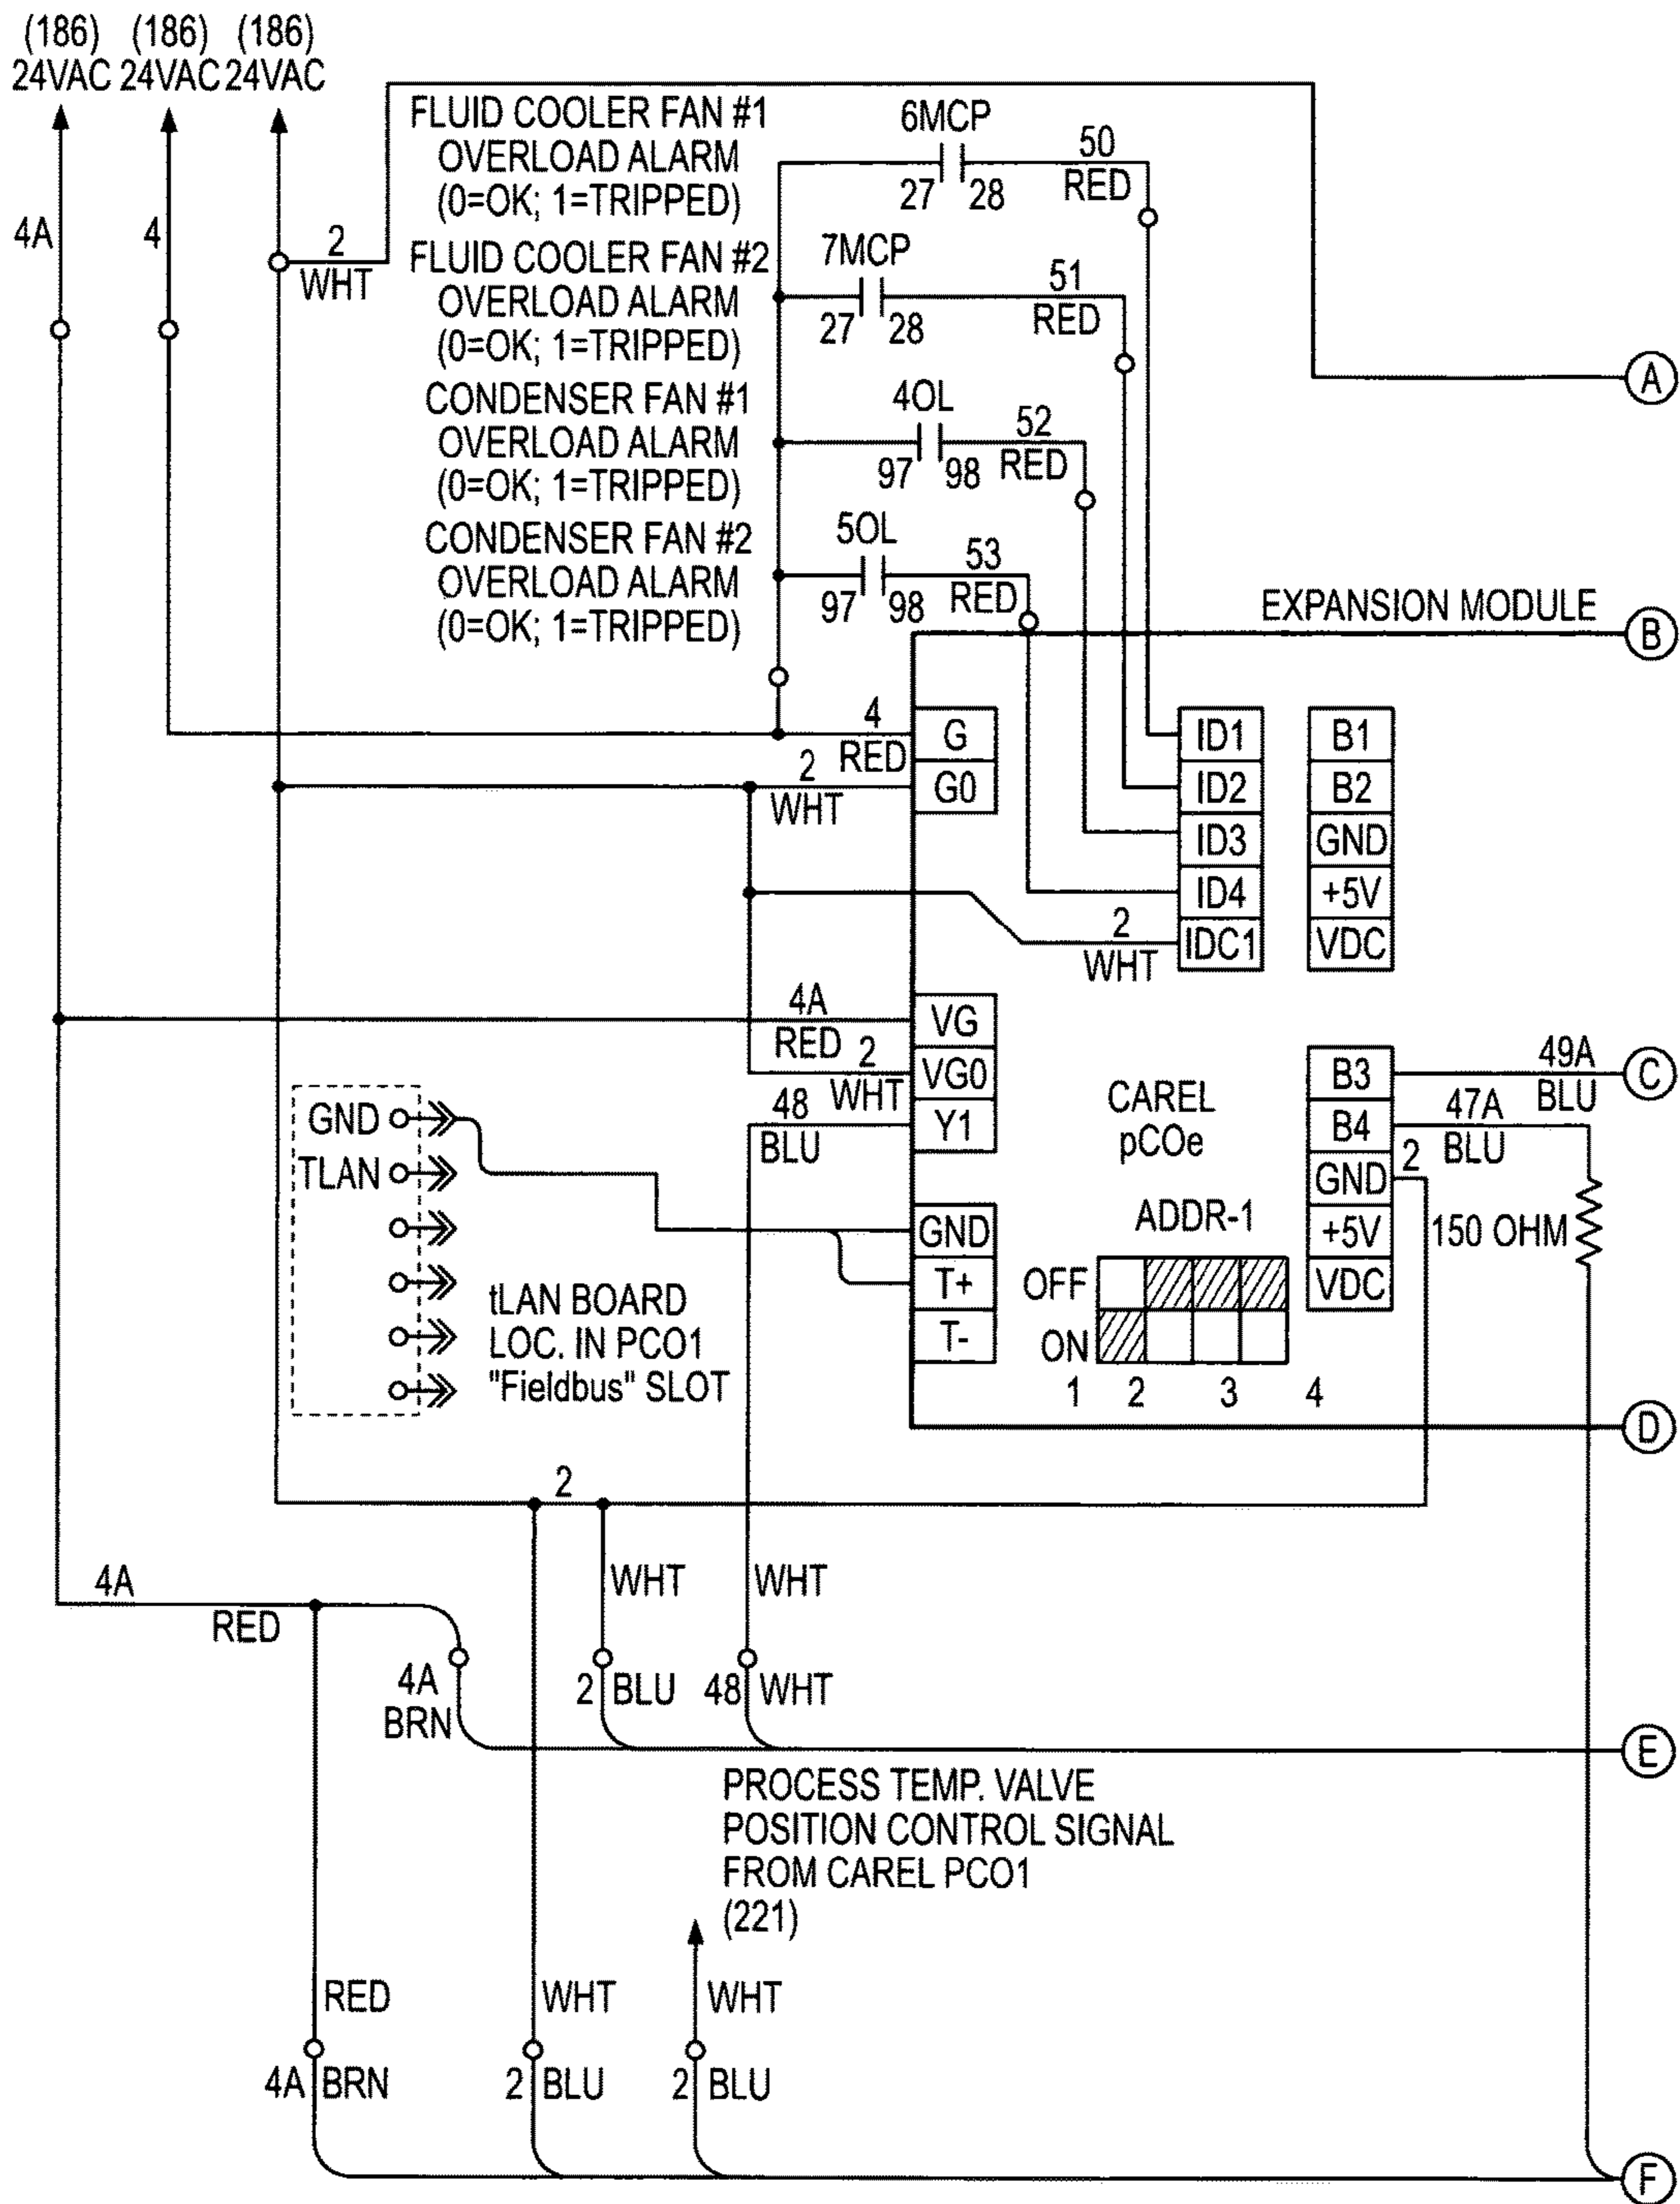 (186) (186) (186)
24VAC 24VAC 24VAC
4A
4
2
WHT
FLUID COOLER FAN #1
OVERLOAD ALARM
(0=OK; 1=TRIPPED)
6MCP
27 28
50
RED
FLUID COOLER FAN #2
OVERLOAD ALARM
(0=OK; 1=TRIPPED)
7MCP
27 28
51
RED
CONDENSER FAN #1
OVERLOAD ALARM
(0=OK; 1=TRIPPED)
4OL
97 98
52
RED
CONDENSER FAN #2
OVERLOAD ALARM
(0=OK; 1=TRIPPED)
5OL
97 98
53
RED
A
EXPANSION MODULE
B
4
RED
G
2
WHT
G0
ID1
ID2
ID3
ID4
IDC1
2
WHT
B1
B2
GND
+5V
VDC
4A
RED
VG
2
WHT
VG0
48
BLU
Y1
CAREL
pCOe
B3
B4
GND
+5V
VDC
49A
BLU
C
47A
BLU
2
150 OHM
GND
TLAN
tLAN BOARD
LOC. IN PCO1
"Fieldbus" SLOT
GND
T+
T-
ADDR-1
OFF
ON
1 2 3 4
D
2
4A
RED
WHT
WHT
4A
BRN
2 BLU
48 WHT
E
PROCESS TEMP. VALVE
POSITION CONTROL SIGNAL
FROM CAREL PCO1
(221)
RED
WHT
WHT
4A BRN
2 BLU
2 BLU
F